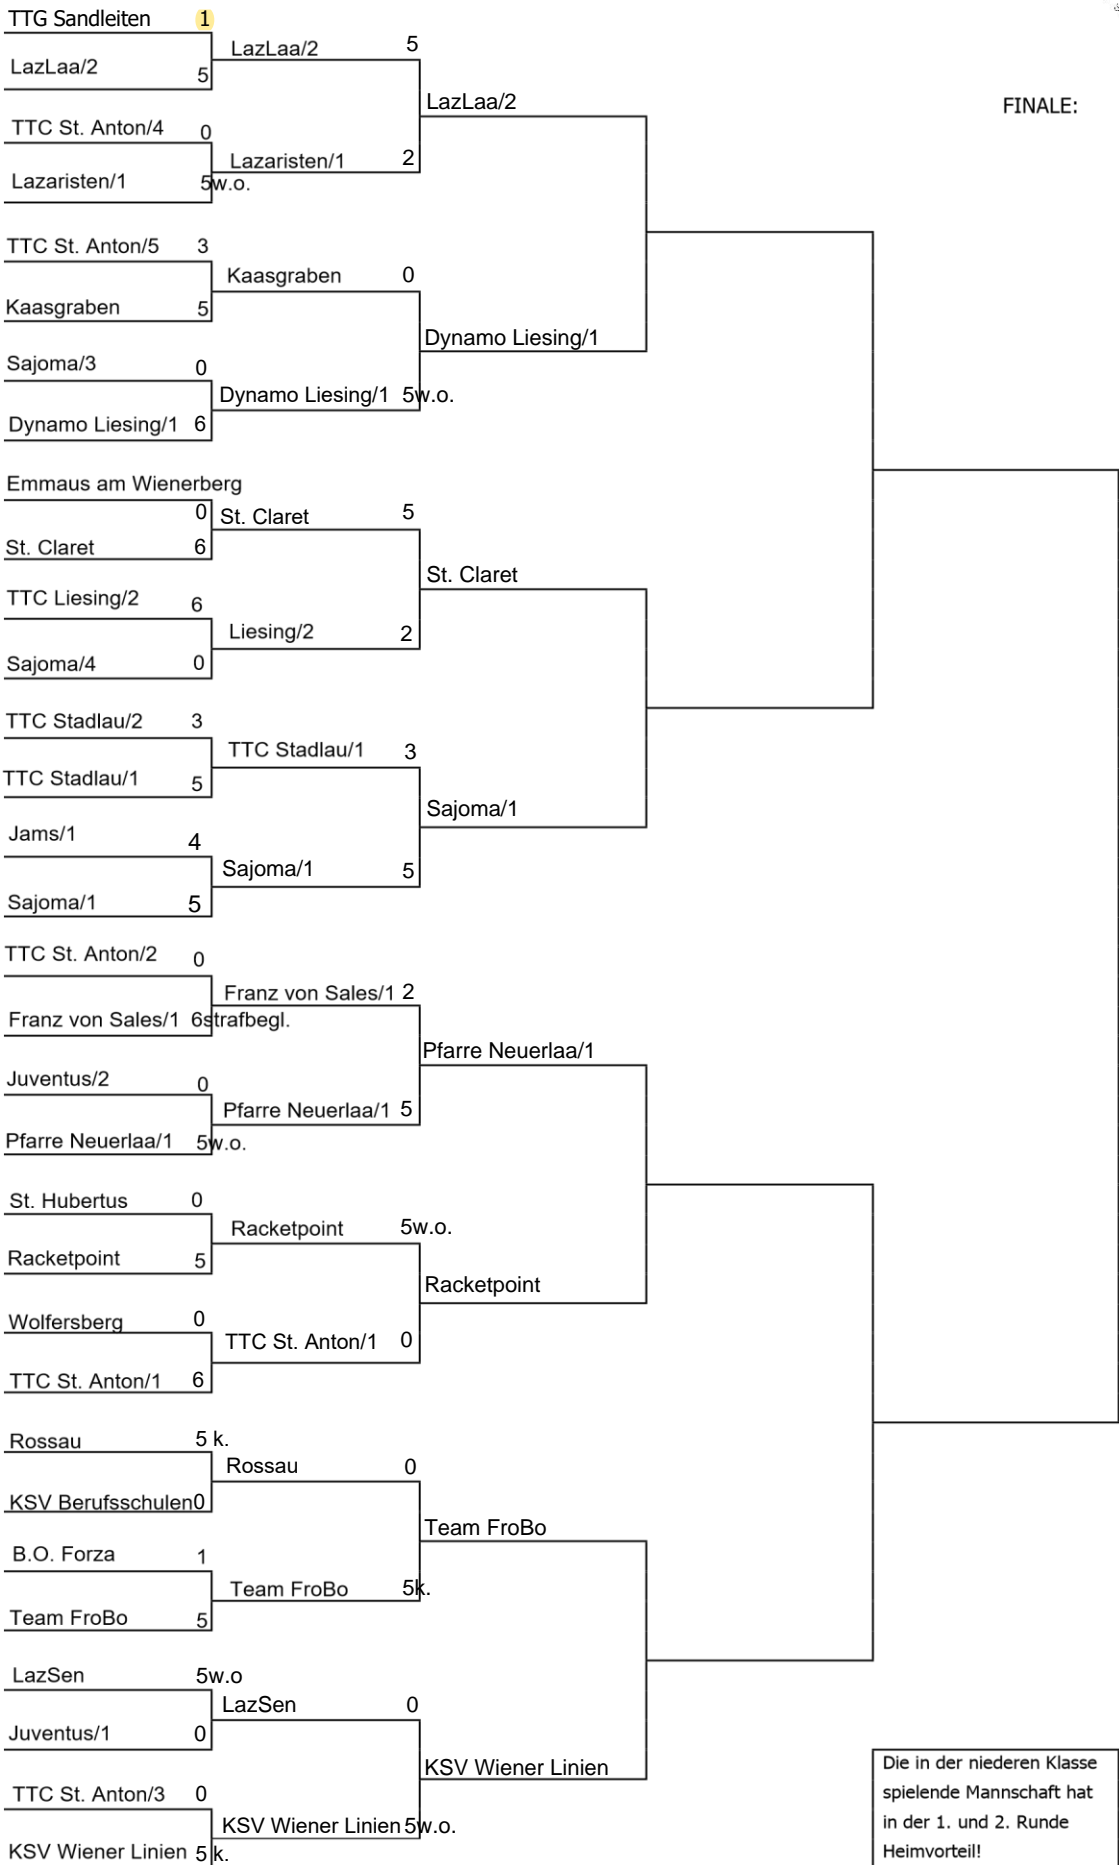 TTG Sandleiten 1
LazLaa/2 5
TTC St. Anton/4 0
Lazaristen/1 5w.o.
TTC St. Anton/5 3
Kaasgraben 5
Sajoma/3 0
Dynamo Liesing/1 6
Emmaus am Wienerberg
0
St. Claret 6
TTC Liesing/2 6
Sajoma/4 0
TTC Stadlau/2 3
TTC Stadlau/1 5
Jams/1 4
Sajoma/1 5
TTC St. Anton/2 0
Franz von Sales/1 6strafbegl.
Juventus/2 0
Pfarre Neuerlaa/1 5w.o.
St. Hubertus 0
Racketpoint 5
Wolfersberg 0
TTC St. Anton/1 6
Rossau 5 k.
KSV Berufsschulen0
B.O. Forza 1
Team FroBo 5
LazSen 5w.o
Juventus/1 0
TTC St. Anton/3 0
KSV Wiener Linien 5 k.
LazLaa/2 5
Lazaristen/1 2
Kaasgraben 0
Dynamo Liesing/1 5w.o.
St. Claret 5
Liesing/2 2
TTC Stadlau/1 3
Sajoma/1 5
Franz von Sales/1 2
Pfarre Neuerlaa/1 5
Racketpoint 5w.o.
TTC St. Anton/1 0
Rossau 0
Team FroBo 5k.
LazSen 0
KSV Wiener Linien 5w.o.
LazLaa/2
Dynamo Liesing/1
St. Claret
Sajoma/1
Pfarre Neuerlaa/1
Racketpoint
Team FroBo
KSV Wiener Linien
FINALE:
Die in der niederen Klasse
spielende Mannschaft hat
in der 1. und 2. Runde
Heimvorteil!